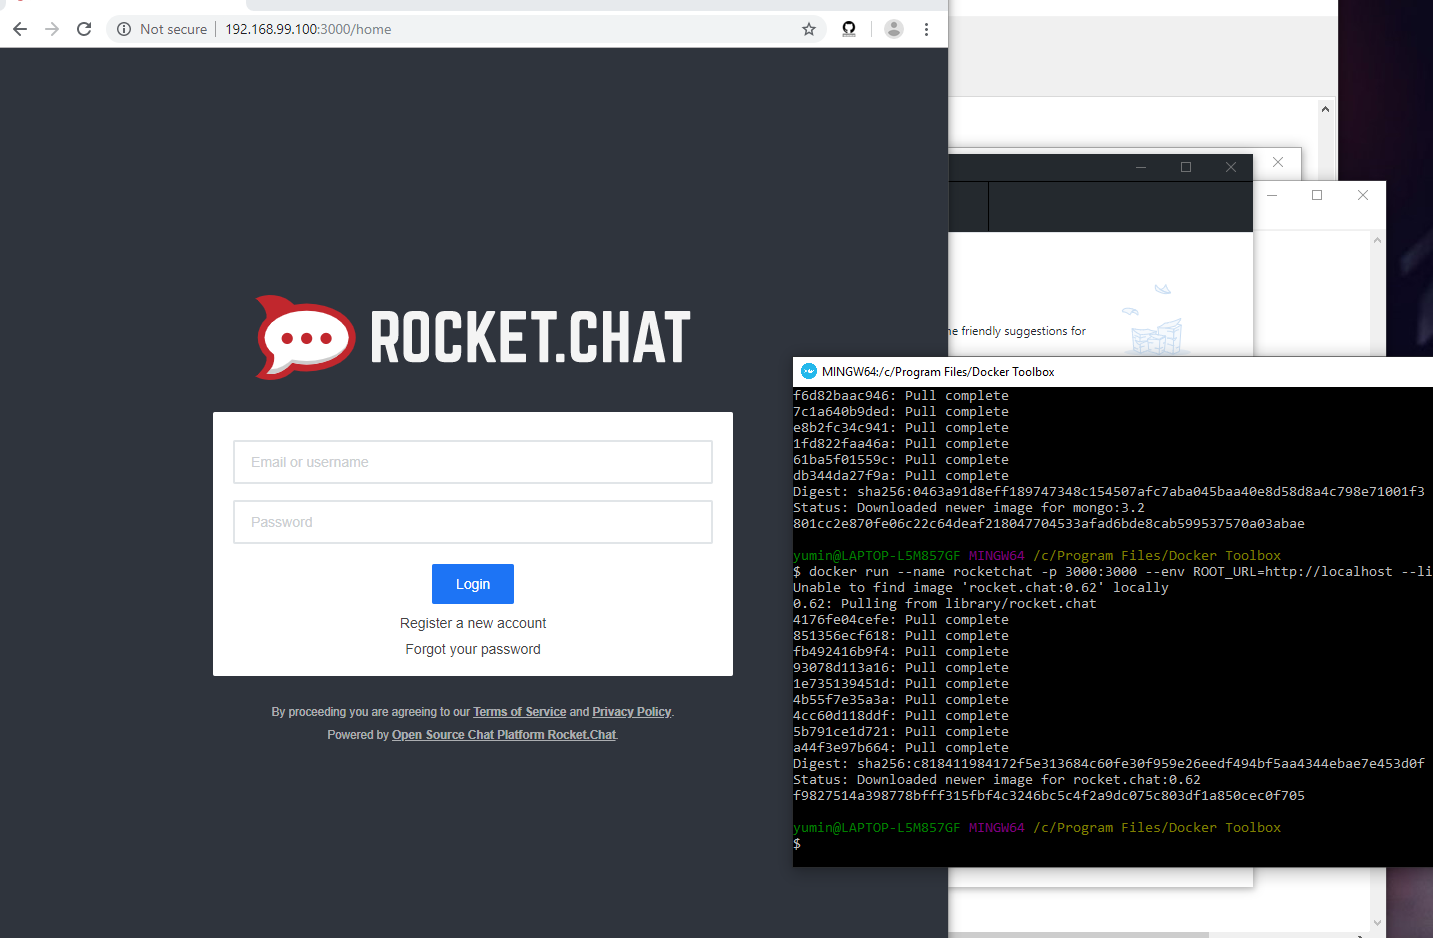 Not secure 192.168.99.100:3000/home
ROCKET.CHAT
Email or username
Password
Login
Register a new account
Forgot your password
By proceeding you are agreeing to our Terms of Service and Privacy Policy.
Powered by Open Source Chat Platform Rocket.Chat
friendly suggestions for
MINGW64:/c/Program Files/Docker Toolbox
f6d82baac946: Pull complete
7c1a640b9ded: Pull complete
e8b2fc34c941: Pull complete
1fd822faa46a: Pull complete
61ba5f01559c: Pull complete
db344da27f9a: Pull complete
Digest: sha256:0463a91d8eff189747348c154507afc7aba045baa40e8d58d8a4c798e71001f3
Status: Downloaded newer image for mongo:3.2
801cc2e870fe06c22c64deaf218047704533afad6bde8cab599537570a03abae
yumin@LAPTOP-L5M857GF MINGW64 /c/Program Files/Docker Toolbox
$ docker run --name rocketchat -p 3000:3000 --env ROOT_URL=http://localhost --li
Unable to find image 'rocket.chat:0.62' locally
0.62: Pulling from library/rocket.chat
4176fe04cefe: Pull complete
851356ecf618: Pull complete
fb492416b9f4: Pull complete
93078d113a16: Pull complete
1e735139451d: Pull complete
4b55f7e35a3a: Pull complete
4cc60d118ddf: Pull complete
5b791ce1d721: Pull complete
a44f3e97b664: Pull complete
Digest: sha256:c818411984172f5e313684c60fe30f959e26eedf494bf5aa4344ebae7e453d0f
Status: Downloaded newer image for rocket.chat:0.62
f9827514a398778bfff315fbf4c3246bc5c4f2a9dc075c803df1a850cec0f705
yumin@LAPTOP-L5M857GF MINGW64 /c/Program Files/Docker Toolbox
$